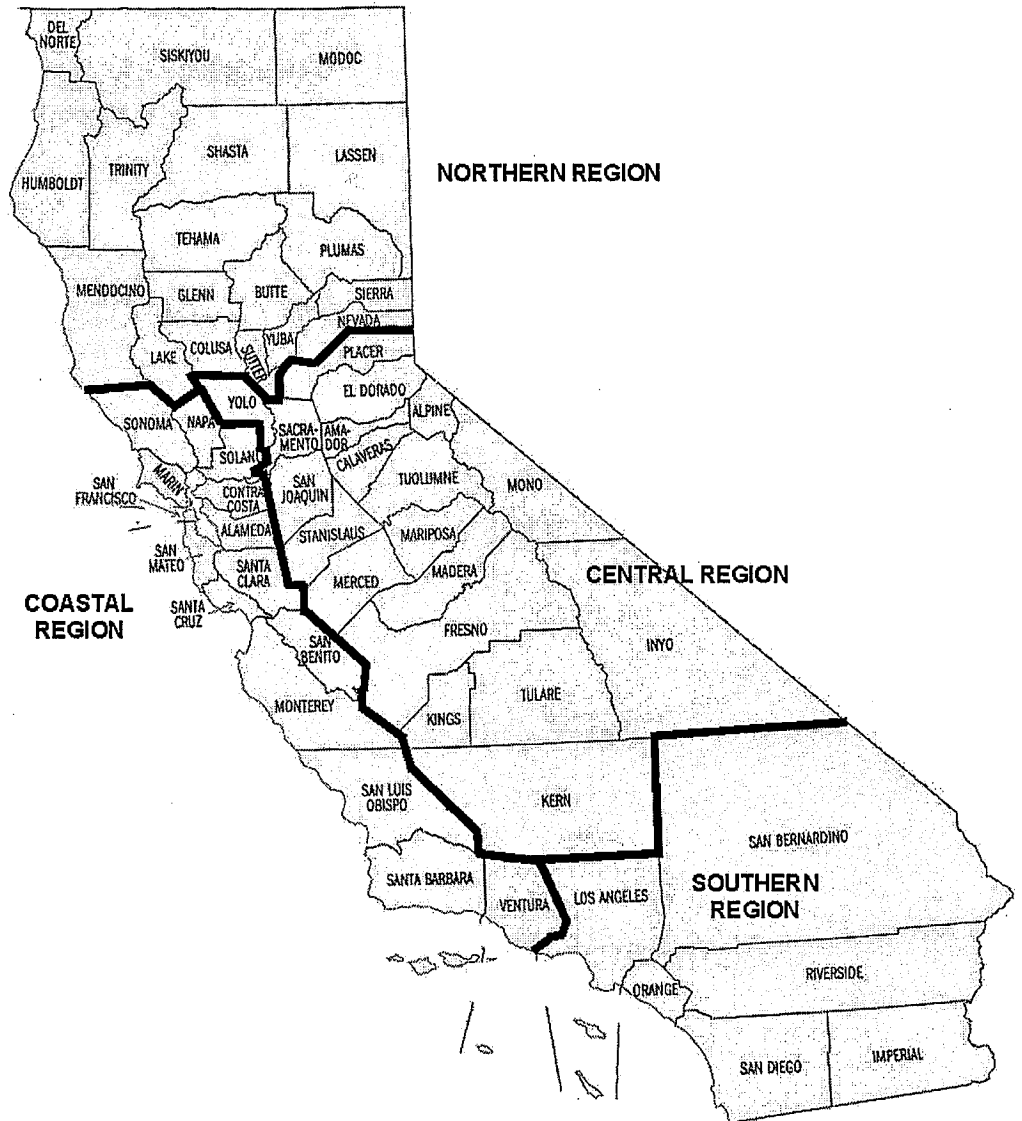 DEL
NORTE
SISKIYOU
MODOC
HUMBOLDT
TRINITY
SHASTA
LASSEN
NORTHERN REGION
TEHAMA
PLUMAS
MENDOCINO
GLENN
BUTTE
SIERRA
NEVADA
YUBA
COLUSA
SUTTER
LAKE
PLACER
YOLO
EL DORADO
SONOMA
NAPA
SACRA-
MENTO
AMA-
DOR
ALPINE
SOLAN
CALAVERAS
MARIN
SAN
FRANCISCO
CONTRA
COSTA
SAN
JOAQUIN
TUOLUMNE
MONO
ALAMEDA
STANISLAUS
MARIPOSA
SAN
MATEO
SANTA
CLARA
MERCED
MADERA
CENTRAL REGION
COASTAL
REGION
SANTA
CRUZ
SAN
BENITO
FRESNO
INYO
MONTEREY
KINGS
TULARE
SAN LUIS
OBISPO
KERN
SAN BERNARDINO
SANTA BARBARA
VENTURA
LOS ANGELES
SOUTHERN
REGION
ORANGE
RIVERSIDE
SAN DIEGO
IMPERIAL